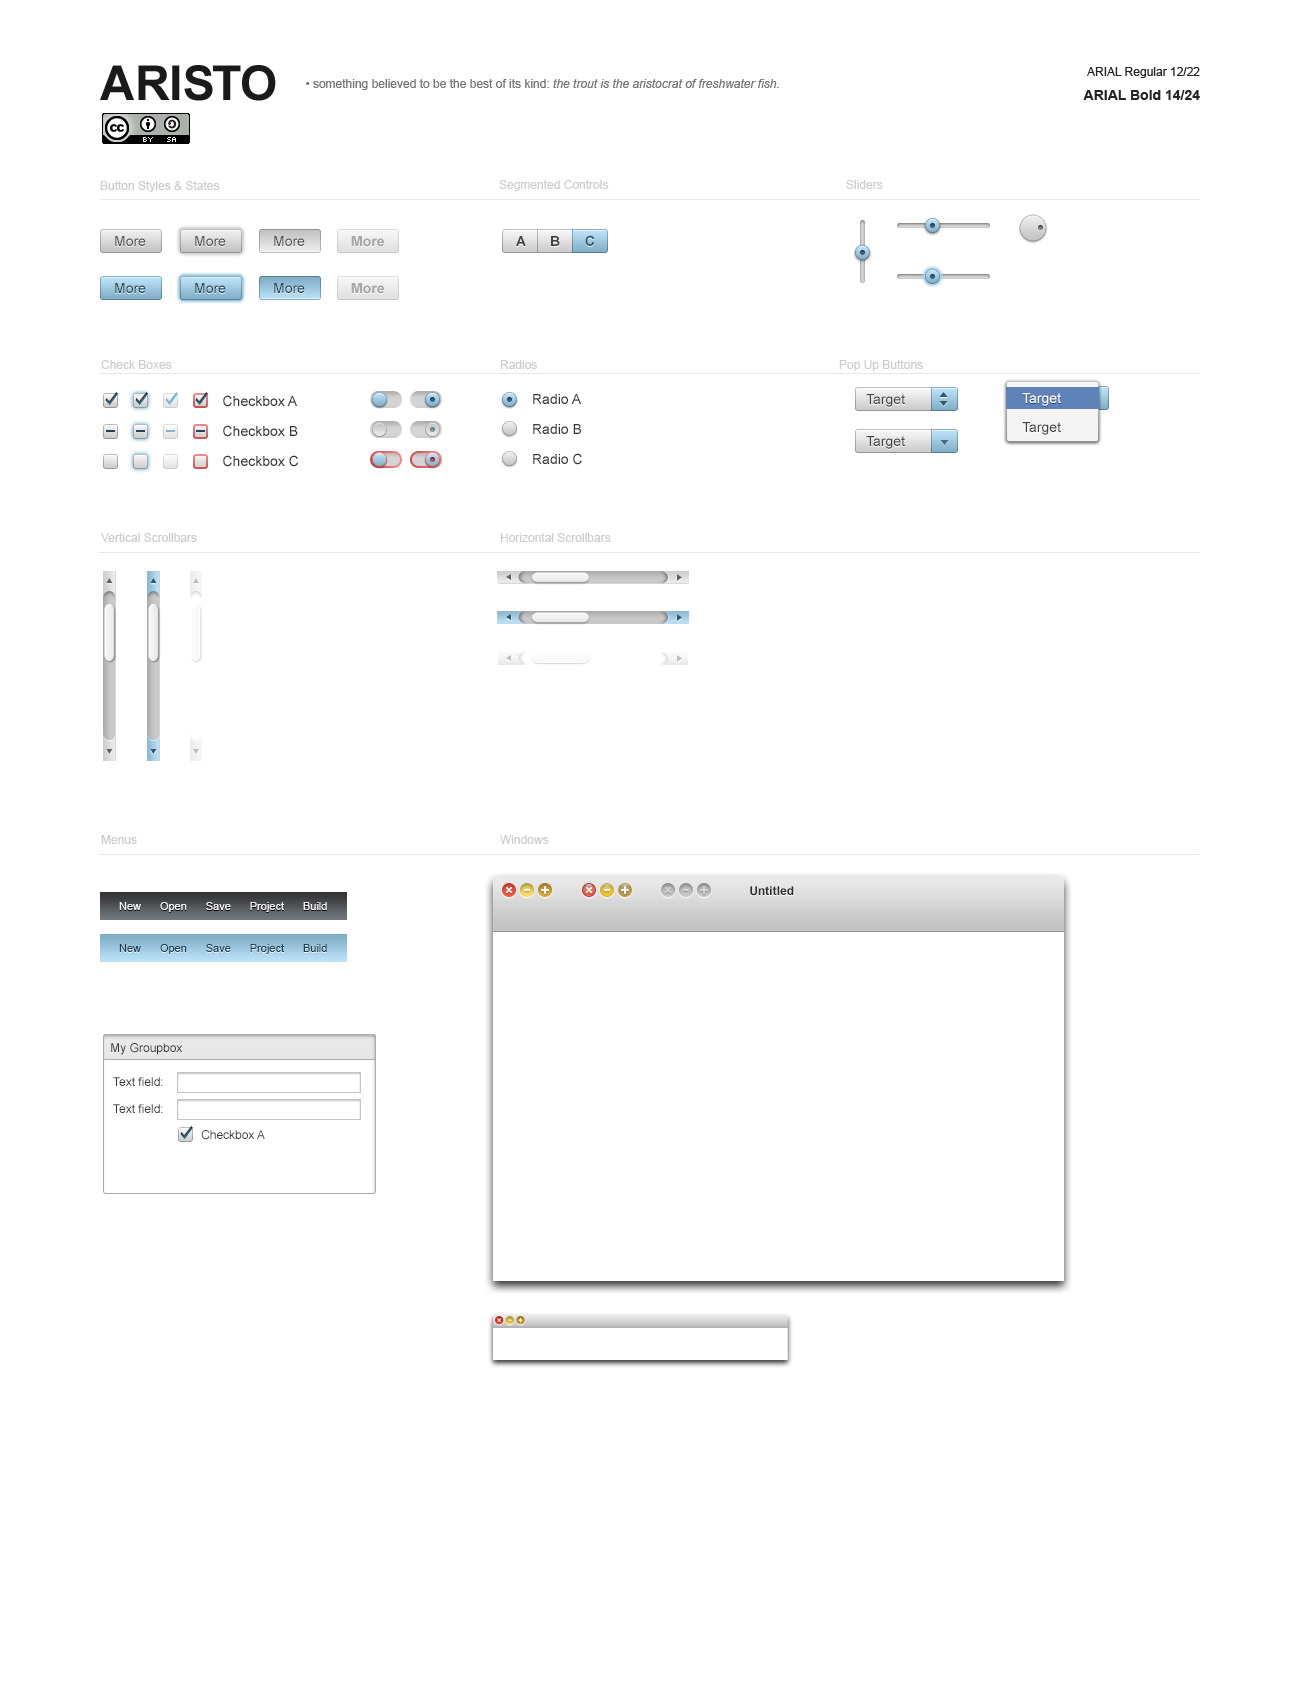 ARISTO
• something believed to be the best of its kind: the trout is the aristocrat of freshwater fish.
ARIAL Regular 12/22
ARIAL Bold 14/24
cc BY SA
Button Styles & States
Segmented Controls
Sliders
More More More More
A B C
More More More More
Check Boxes
Radios
Pop Up Buttons
Checkbox A
Radio A
Target
Target
Checkbox B
Radio B
Target
Target
Checkbox C
Radio C
Vertical Scrollbars
Horizontal Scrollbars
Menus
Windows
Untitled
New Open Save Project Build
New Open Save Project Build
My Groupbox
Text field:
Text field:
Checkbox A